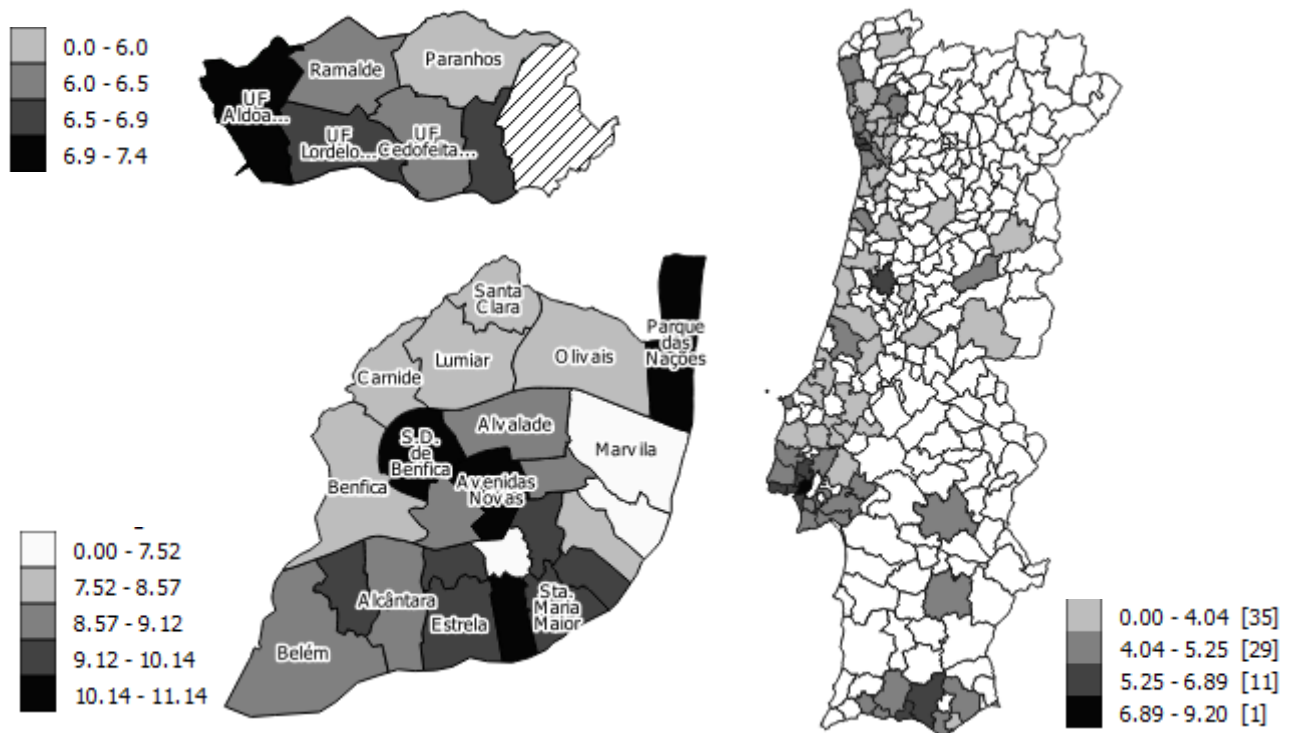 0.0 - 6.0
6.0 - 6.5
6.5 - 6.9
6.9 - 7.4
Ramalde
Paranhos
UF
Aldoa...
UF
Lordelo...
UF
Cedofeita...
Santa
Clara
Parque
das
Nações
Lumiar
Olivais
Carnide
Alvalade
S.D.
de
Benfica
Marvila
Benfica
Avenidas
Novas
Alcântara
Estrela
Sta.
Maria
Maior
Belém
0.00 - 7.52
7.52 - 8.57
8.57 - 9.12
9.12 - 10.14
10.14 - 11.14
0.00 - 4.04 [35]
4.04 - 5.25 [29]
5.25 - 6.89 [11]
6.89 - 9.20 [1]